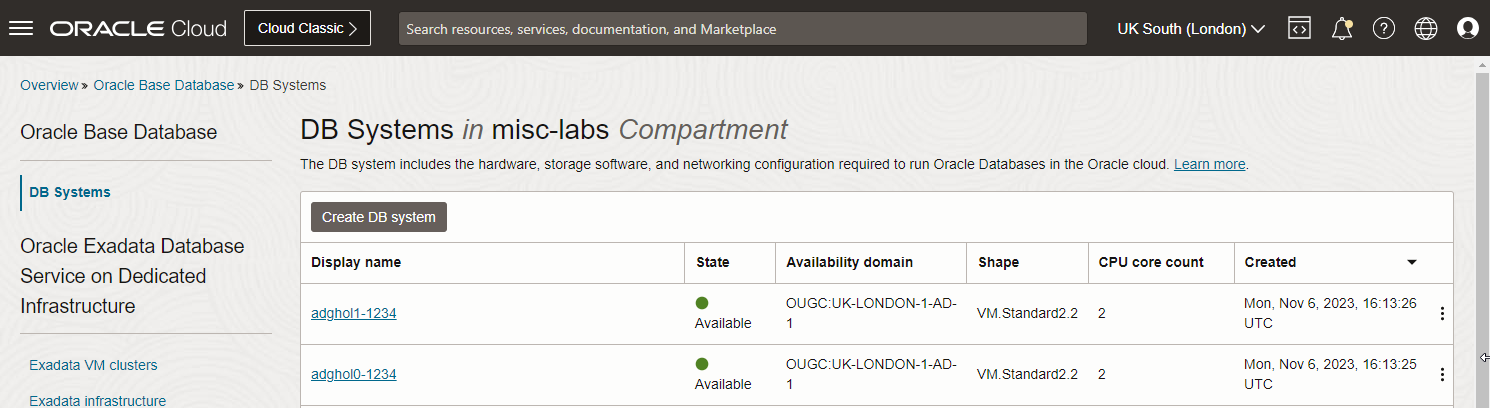 ORACLE Cloud
Cloud Classic
Search resources, services, documentation, and Marketplace
UK South (London)
Overview » Oracle Base Database » DB Systems
Oracle Base Database
DB Systems
Oracle Exadata Database
Service on Dedicated
Infrastructure
Exadata VM clusters
Exadata infrastructure
DB Systems in misc-labs Compartment
The DB system includes the hardware, storage software, and networking configuration required to run Oracle Databases in the Oracle cloud. Learn more.
Create DB system
Display name State Availability domain Shape CPU core count Created
adghol1-1234 Available OUGC:UK-LONDON-1-AD-1 VM.Standard2.2 2 Mon, Nov 6, 2023, 16:13:26 UTC
adghol0-1234 Available OUGC:UK-LONDON-1-AD-1 VM.Standard2.2 2 Mon, Nov 6, 2023, 16:13:25 UTC